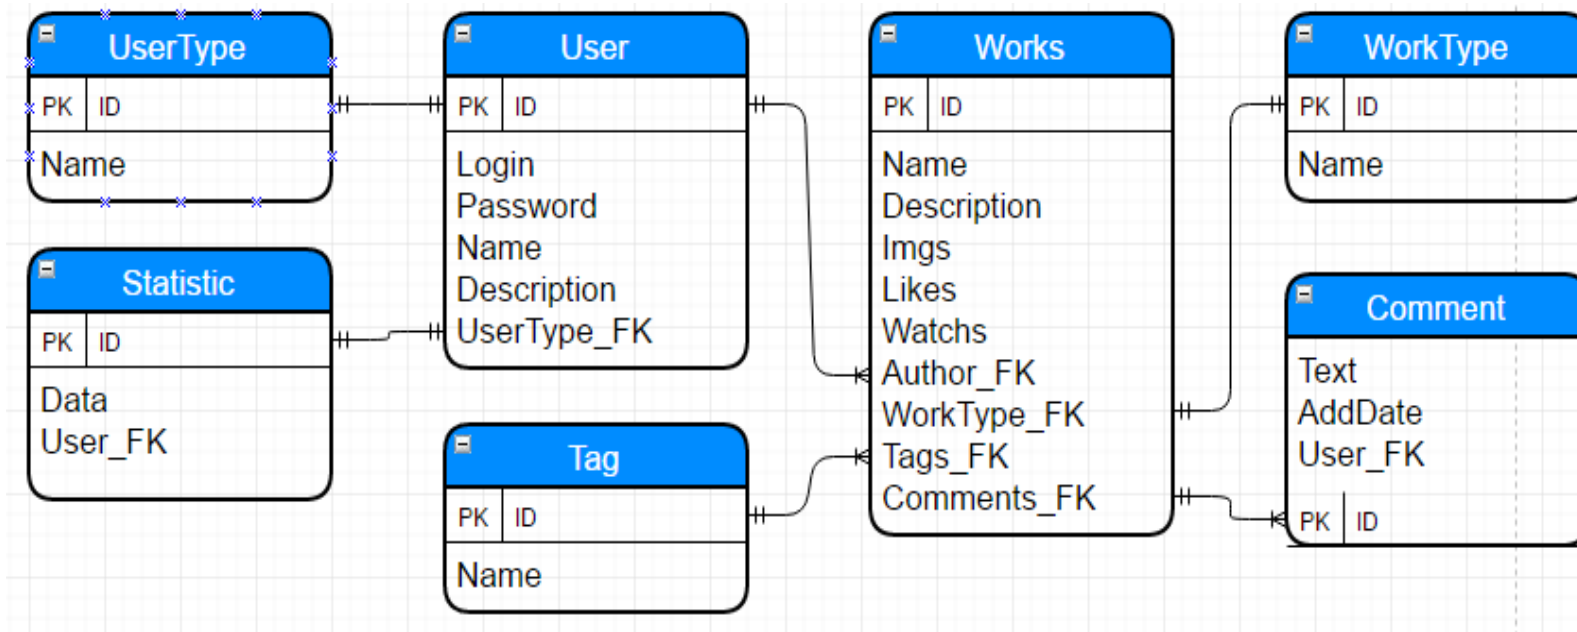 UserType
PK ID
Name
User
PK ID
Login
Password
Name
Description
UserType_FK
Works
PK ID
Name
Description
Imgs
Likes
Watchs
Author_FK
WorkType_FK
Tags_FK
Comments_FK
WorkType
PK ID
Name
Statistic
PK ID
Data
User_FK
Tag
PK ID
Name
Comment
Text
AddDate
User_FK
PK ID